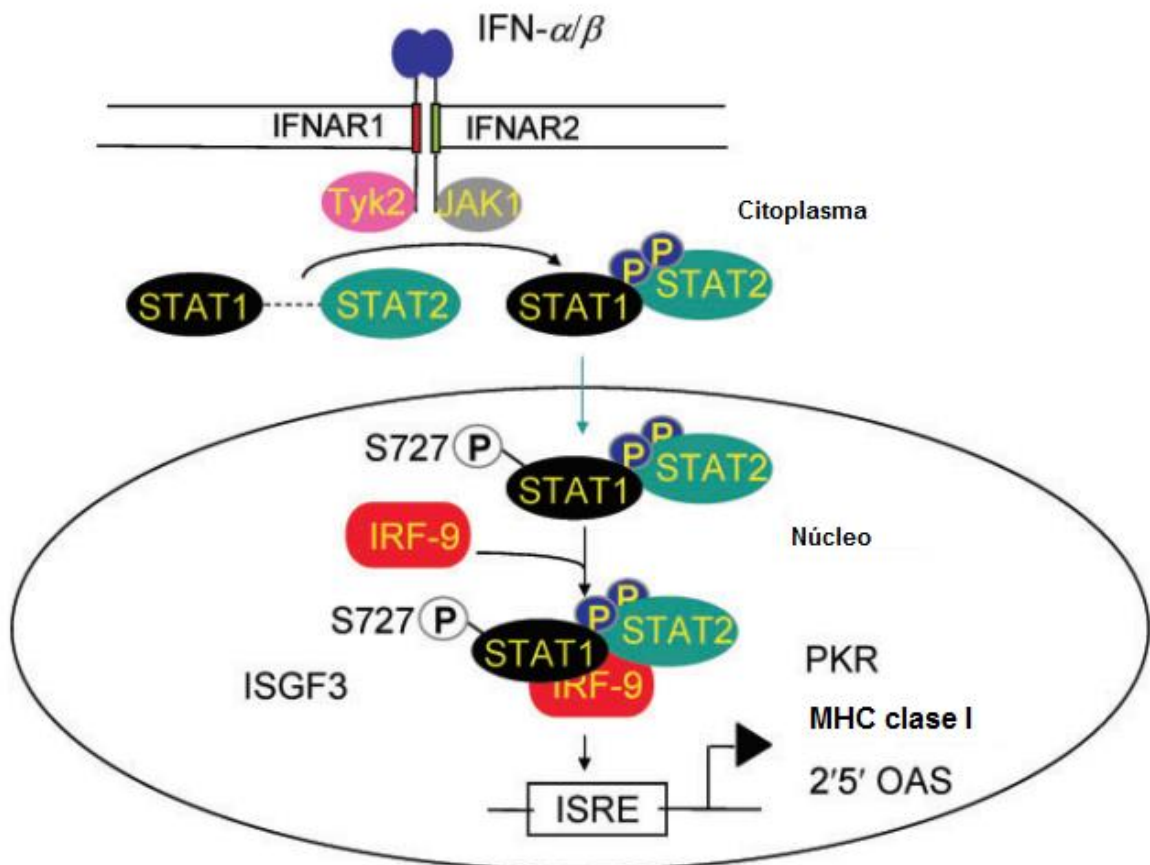 IFN-α/β
IFNAR1 IFNAR2
Tyk2 JAK1
Citoplasma
P P
STAT1 STAT2 STAT1 STAT2
S727 P P P
STAT1 STAT2
IRF-9 Núcleo
S727 P P P
STAT1 STAT2
IRF-9
ISGF3 PKR
MHC clase I
2'5' OAS
ISRE